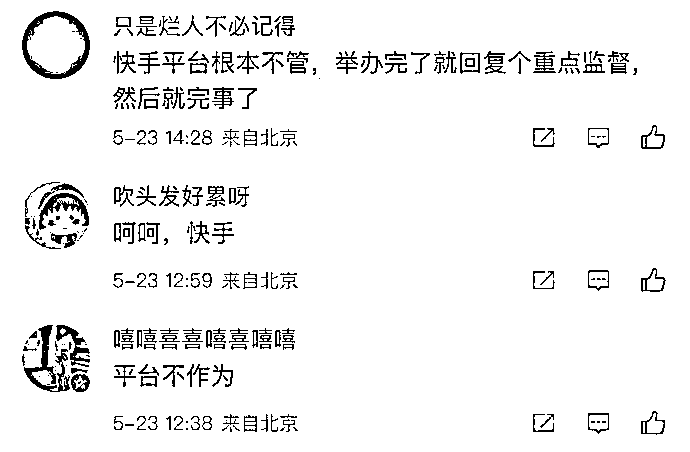 只是烂人不必记得
快手平台根本不管，举办完了就回复个重点监督，
然后就完事了
5-23 14:28 来自北京
吹头发好累呀
呵呵，快手
5-23 12:59 来自北京
嘻嘻喜喜嘻喜嘻嘻
平台不作为
5-23 12:38 来自北京